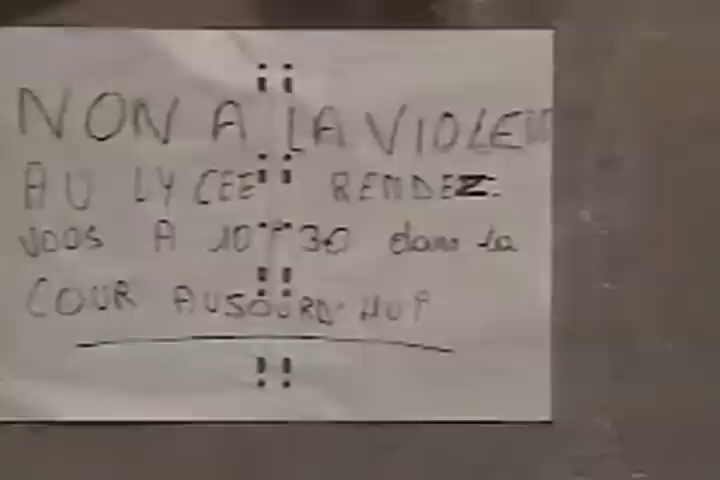 NON A LA VIOLE
AU LYCEE RENDEZ.
VOUS A 10H30 dans la
COUR AUJOURD'HUI